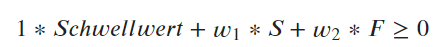 1 * Schwellwert + w₁ * S + w₂ * F ≥ 0